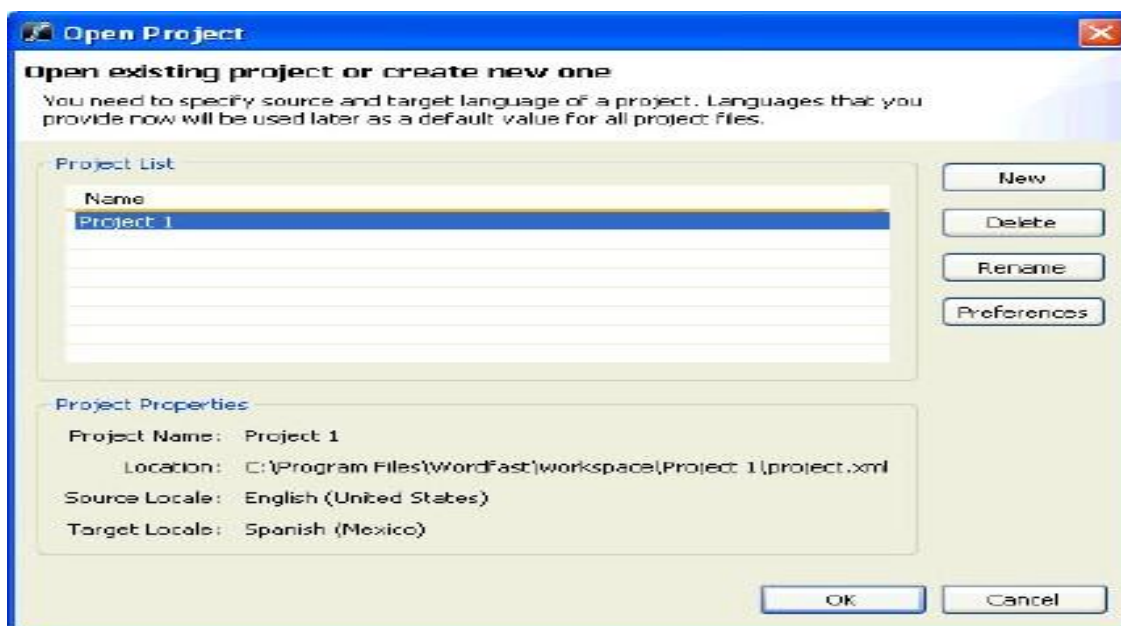 Open Project
Open existing project or create new one
You need to specify source and target language of a project. Languages that you
provide now will be used later as a default value for all project files.
Project List
Name
Project 1
New
Delete
Rename
Preferences
Project Properties
Project Name: Project 1
Location: C:\Program Files\Wordfast\workspace\Project 1\project.xml
Source Locale: English (United States)
Target Locale: Spanish (Mexico)
OK
Cancel